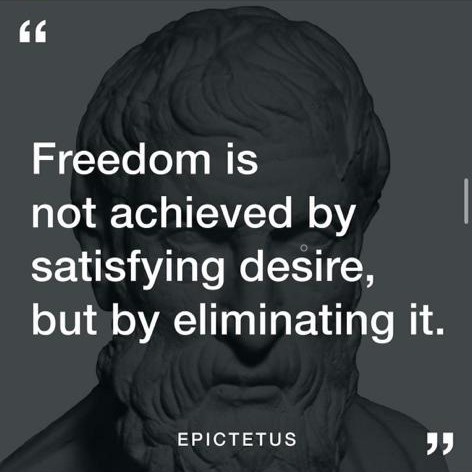 “
Freedom is
not achieved by
satisfying desire,
but by eliminating it.
EPICTETUS
”